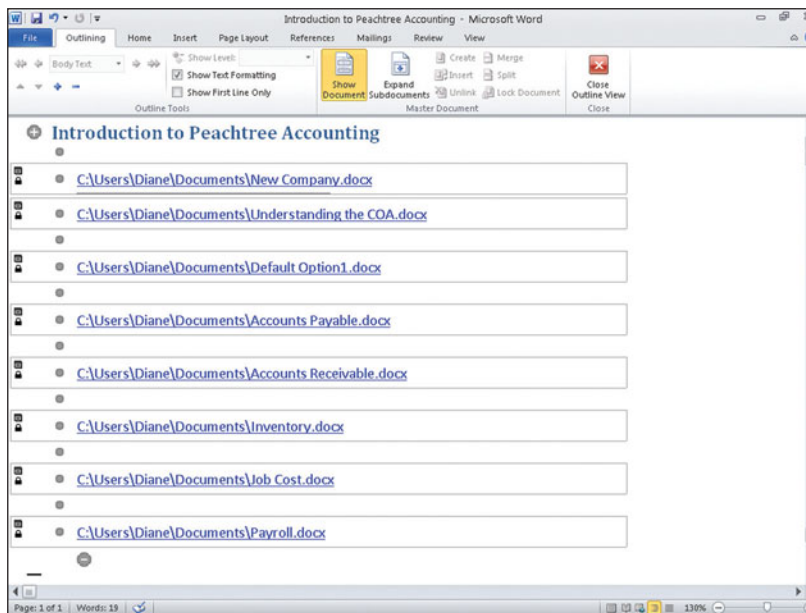 Introduction to Peachtree Accounting - Microsoft Word
File Outlining Home Insert Page Layout References Mailings Review View
Body Text
Show Level:
Show Text Formatting
Show First Line Only
Outline Tools
Show Document
Expand Subdocuments
Create Merge
Insert Split
Unlink Lock Document
Master Document
Close Outline View
Close
Introduction to Peachtree Accounting
C:\Users\Diane\Documents\New Company.docx
C:\Users\Diane\Documents\Understanding the COA.docx
C:\Users\Diane\Documents\Default Option1.docx
C:\Users\Diane\Documents\Accounts Payable.docx
C:\Users\Diane\Documents\Accounts Receivable.docx
C:\Users\Diane\Documents\Inventory.docx
C:\Users\Diane\Documents\Job Cost.docx
C:\Users\Diane\Documents\Payroll.docx
Page: 1 of 1 Words: 19 130%